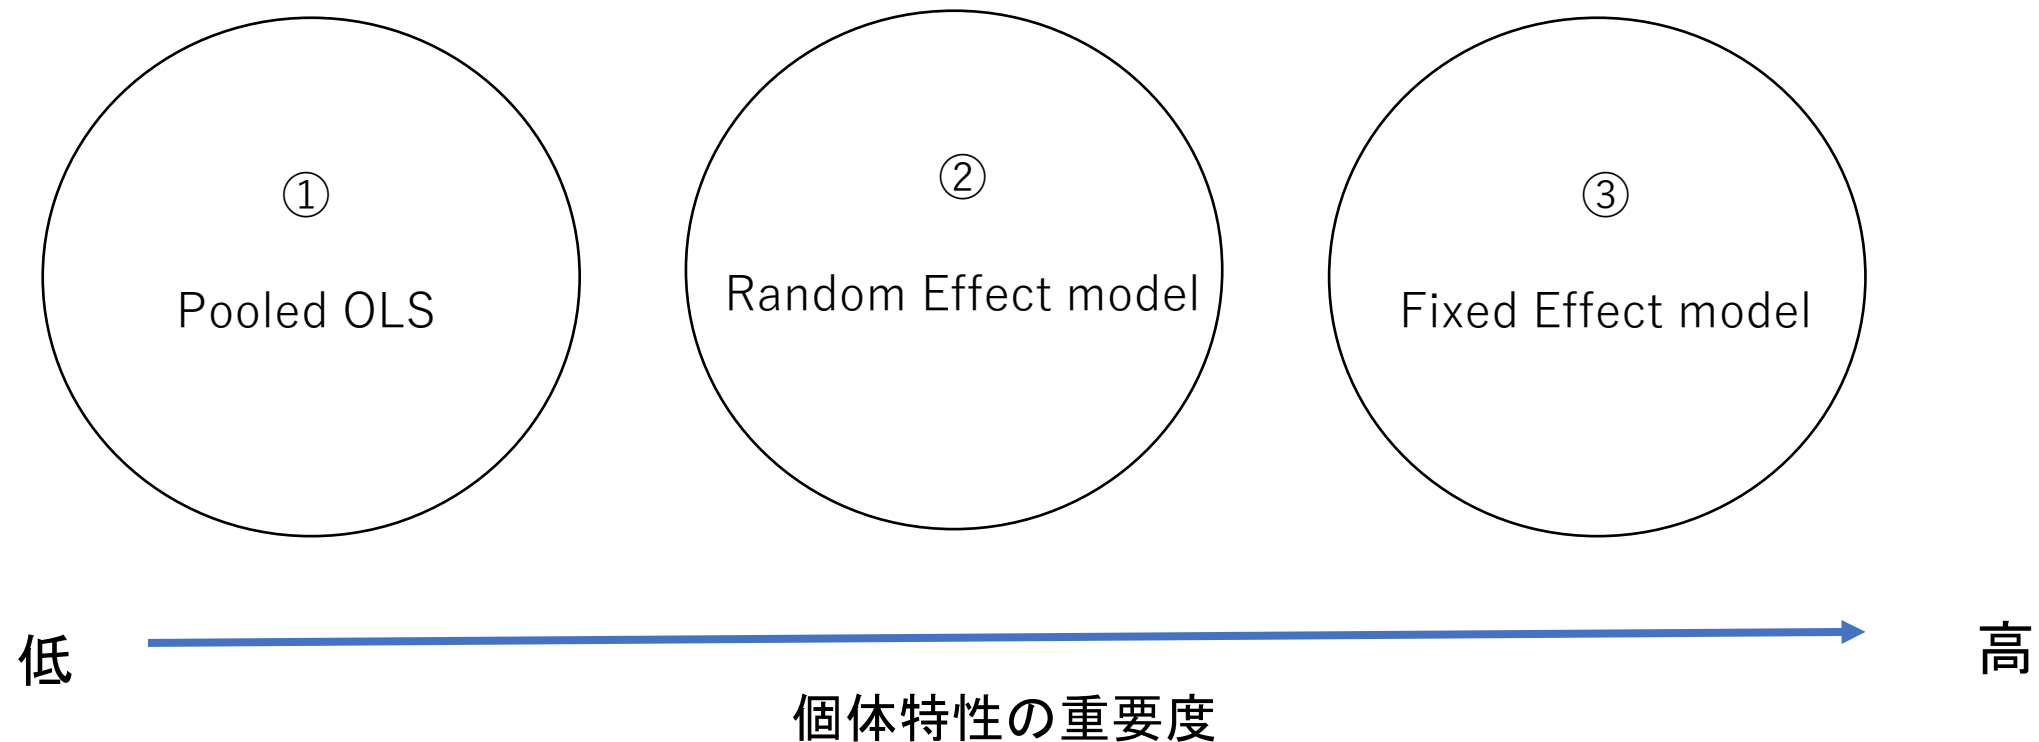 ①
Pooled OLS
②
Random Effect model
③
Fixed Effect model
低
高
個体特性の重要度